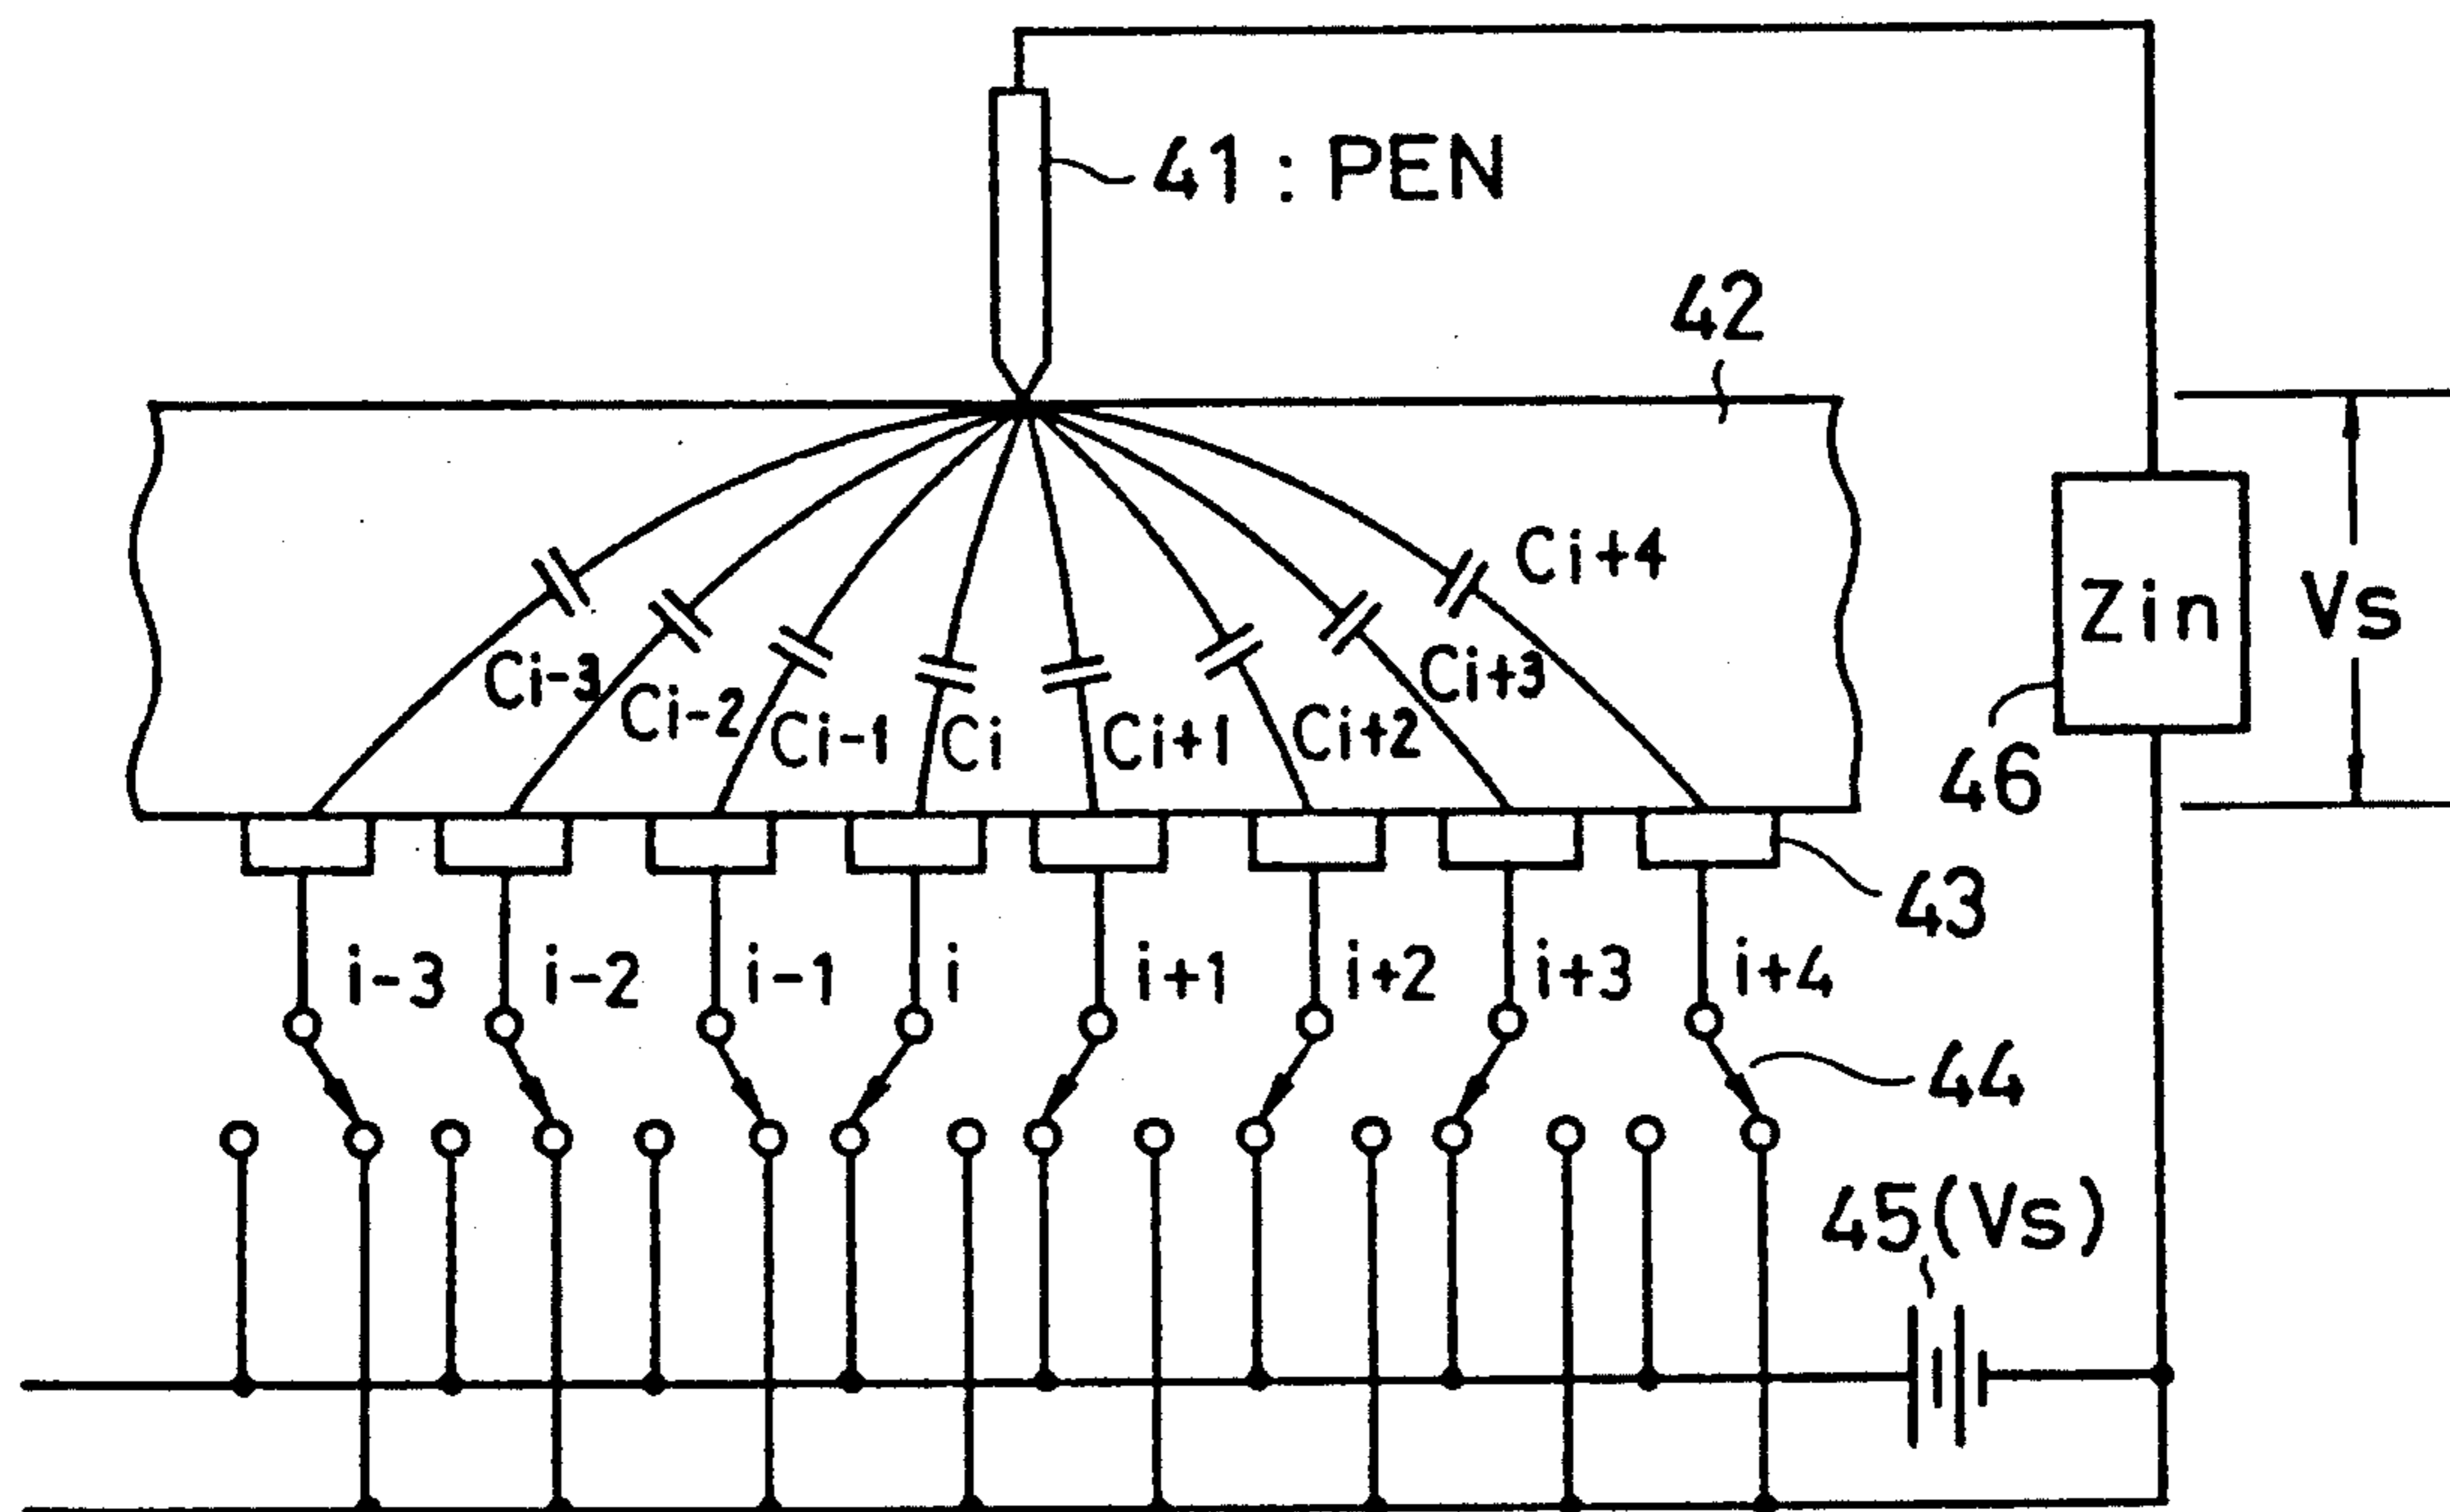 41 : PEN
42
Ci+4
Zin
Vs
Ci-3
Ci-2
Ci-1
Ci
Ci+1
Ci+2
Ci+3
46
43
i-3
i-2
i-1
i
i+1
i+2
i+3
i+4
44
45(Vs)